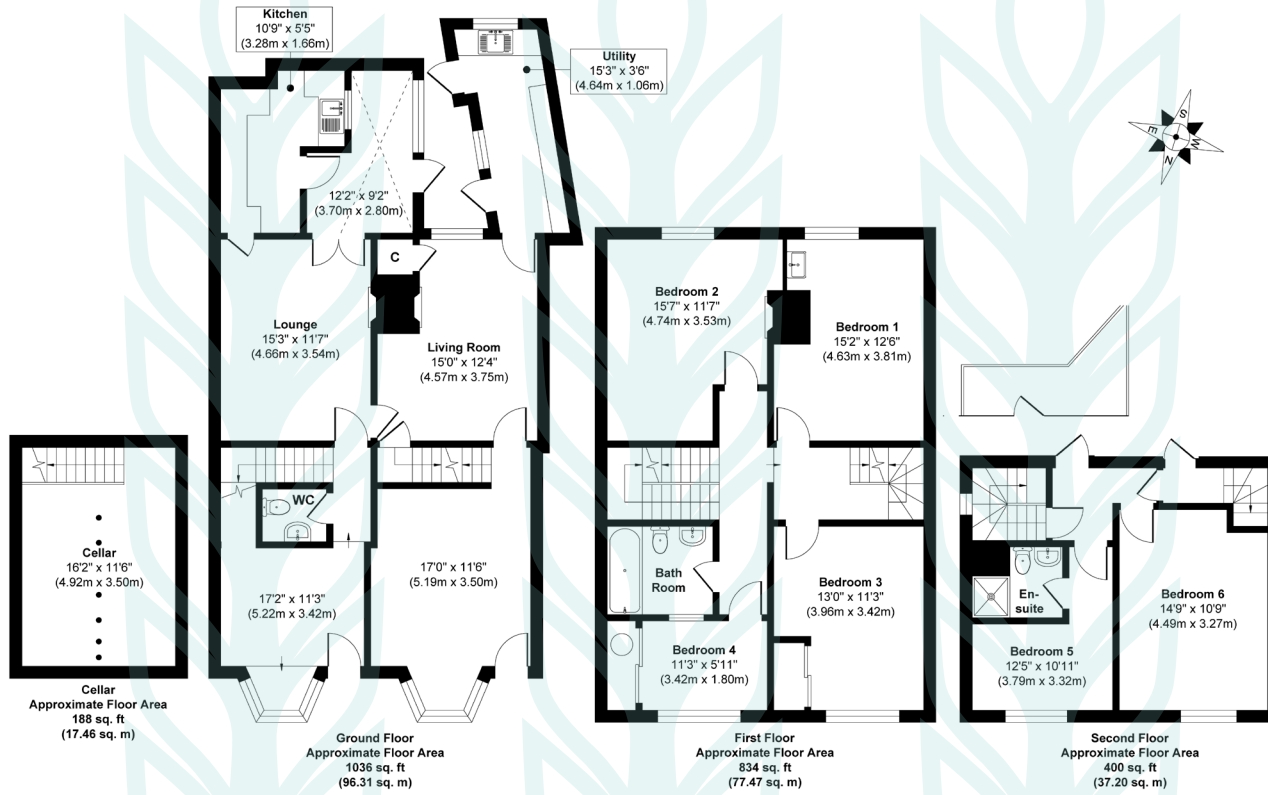 Kitchen
10'9" x 5'5"
(3.28m x 1.66m)
Utility
15'3" x 3'6"
(4.64m x 1.06m)
S
E
W
N
12'2" x 9'2"
(3.70m x 2.80m)
C
Lounge
15'3" x 11'7"
(4.66m x 3.54m)
Living Room
15'0" x 12'4"
(4.57m x 3.75m)
WC
17'2" x 11'3"
(5.22m x 3.42m)
17'0" x 11'6"
(5.19m x 3.50m)
Cellar
16'2" x 11'6"
(4.92m x 3.50m)
Cellar
Approximate Floor Area
188 sq. ft
(17.46 sq. m)
Ground Floor
Approximate Floor Area
1036 sq. ft
(96.31 sq. m)
Bedroom 2
15'7" x 11'7"
(4.74m x 3.53m)
Bedroom 1
15'2" x 12'6"
(4.63m x 3.81m)
Bath
Room
Bedroom 3
13'0" x 11'3"
(3.96m x 3.42m)
Bedroom 4
11'3" x 5'11"
(3.42m x 1.80m)
First Floor
Approximate Floor Area
834 sq. ft
(77.47 sq. m)
En-
suite
Bedroom 6
14'9" x 10'9"
(4.49m x 3.27m)
Bedroom 5
12'5" x 10'11"
(3.79m x 3.32m)
Second Floor
Approximate Floor Area
400 sq. ft
(37.20 sq. m)